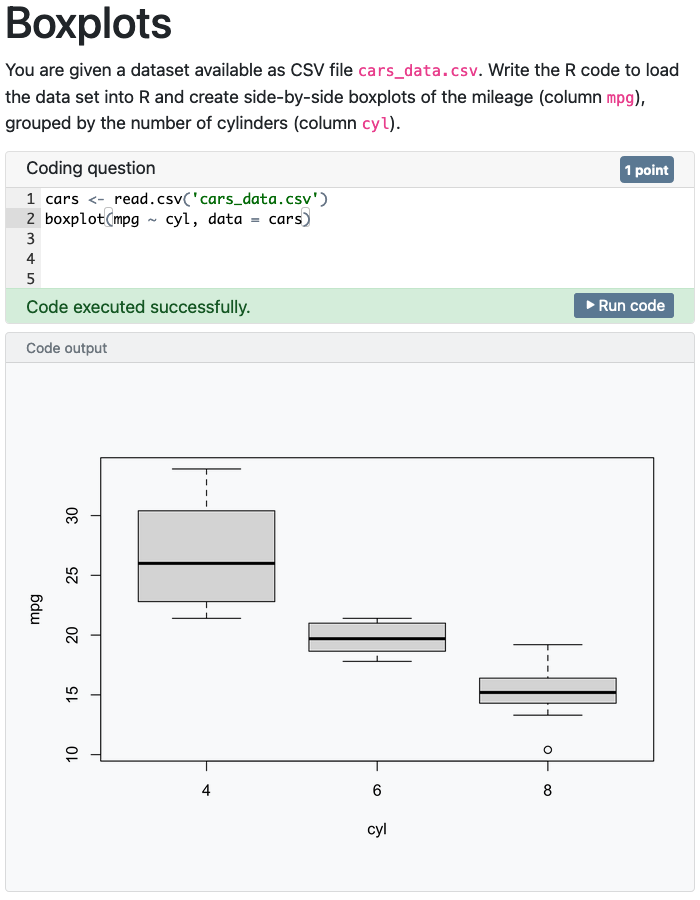 Boxplots
You are given a dataset available as CSV file cars_data.csv. Write the R code to load
the data set into R and create side-by-side boxplots of the mileage (column mpg),
grouped by the number of cylinders (column cyl).
Coding question
1 point
1 cars <- read.csv('cars_data.csv')
2 boxplot(mpg ~ cyl, data = cars)
3
4
5
Code executed successfully.
Run code
Code output
mpg
30
25
20
15
10
4 6 8
cyl